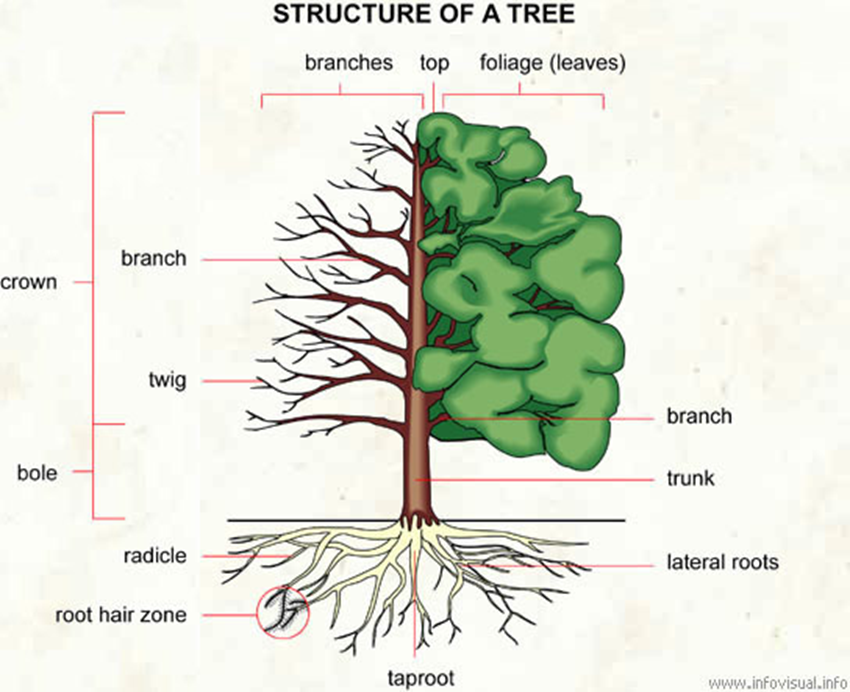 STRUCTURE OF A TREE
branches
top
foliage (leaves)
branch
crown
twig
branch
bole
trunk
radicle
lateral roots
root hair zone
taproot
www.infovisual.info